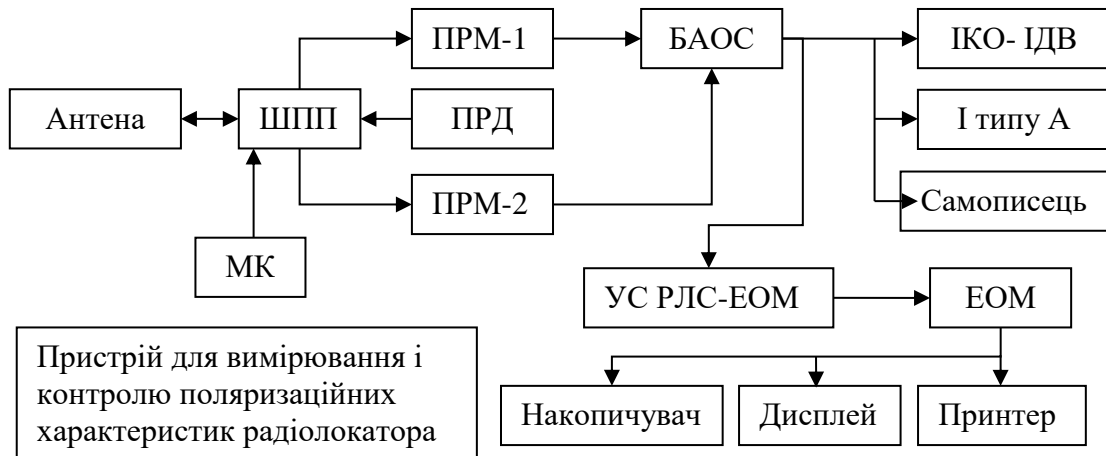 ПРМ-1
БАОС
ІКО- ІДВ
Антена
ШПП
ПРД
І типу А
ПРМ-2
Самописець
МК
УС РЛС-ЕОМ
ЕОМ
Пристрій для вимірювання і
контролю поляризаційних
характеристик радіолокатора
Накопичувач
Дисплей
Принтер